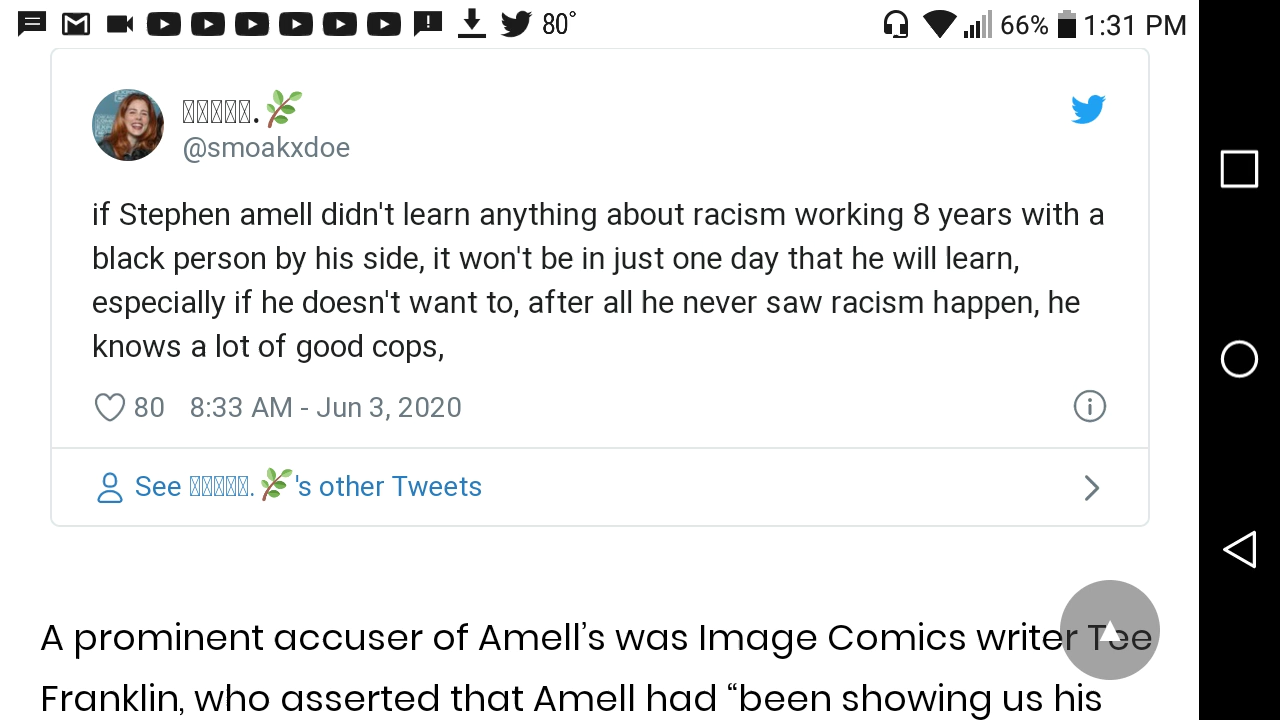 80°
66% 1:31 PM
@smoakxdoe
if Stephen amell didn't learn anything about racism working 8 years with a
black person by his side, it won't be in just one day that he will learn,
especially if he doesn't want to, after all he never saw racism happen, he
knows a lot of good cops,
80 8:33 AM - Jun 3, 2020
See 's other Tweets
A prominent accuser of Amell’s was Image Comics writer Tee
Franklin, who asserted that Amell had “been showing us his